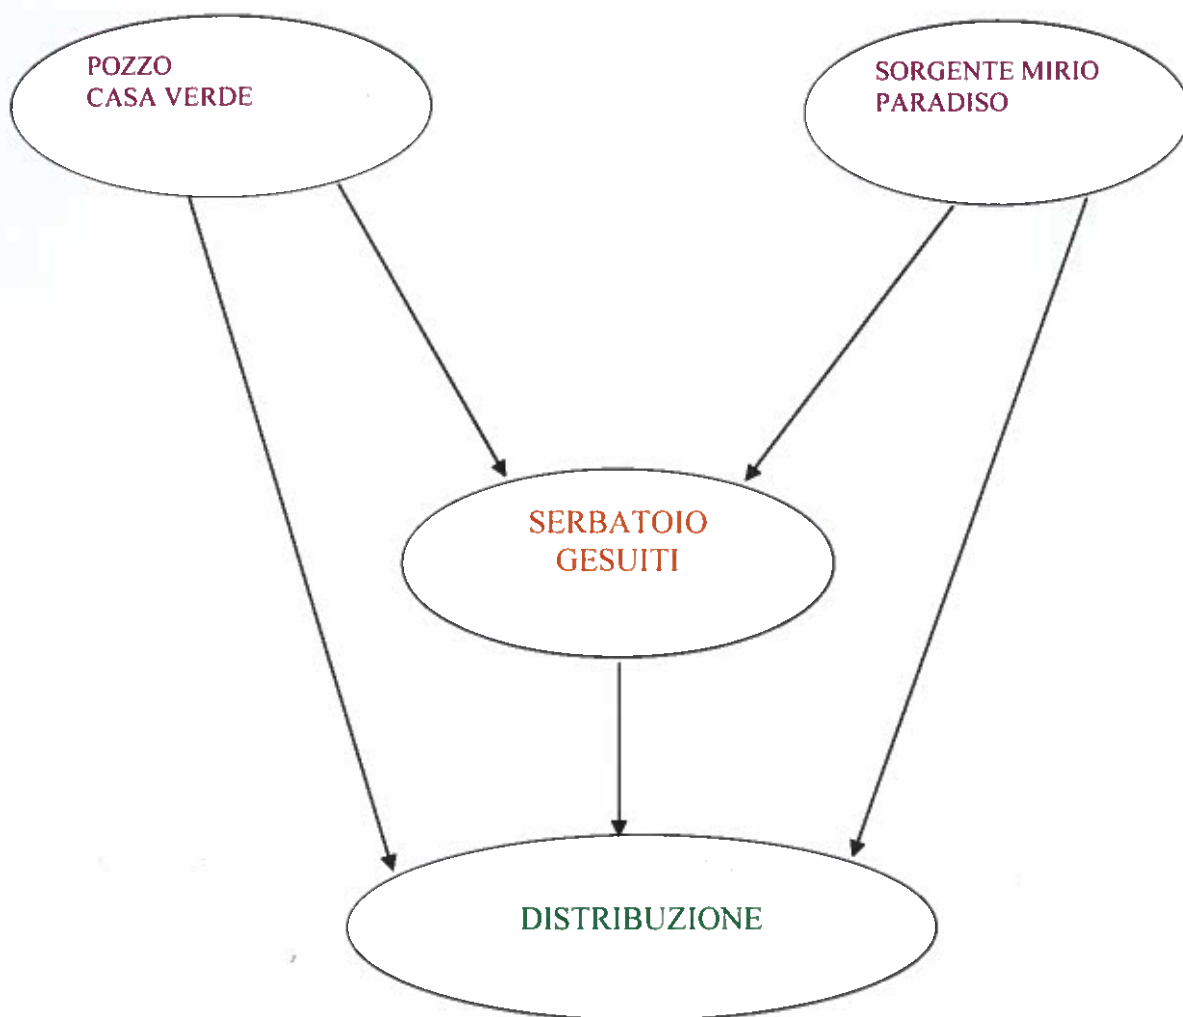 POZZO
CASA VERDE
SORGENTE MIRIO
PARADISO
SERBATOIO
GESUITI
DISTRIBUZIONE